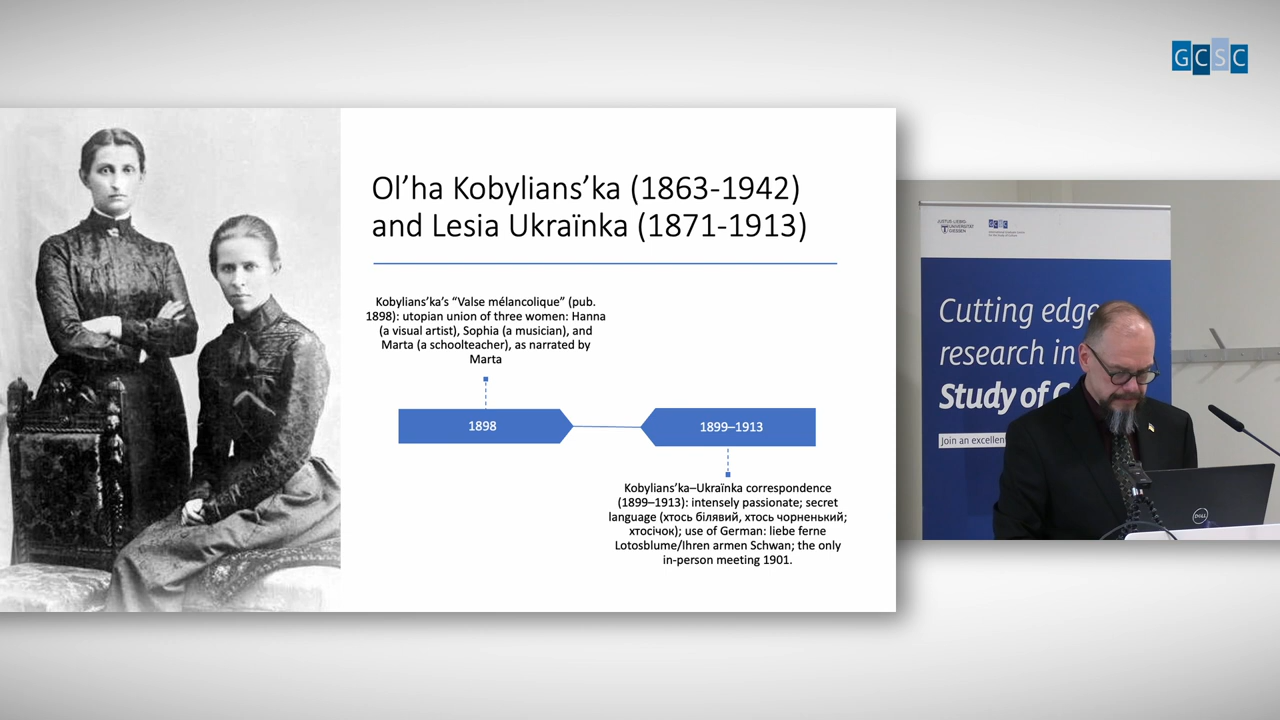 GCSC
Ol’ha Kobylians’ka (1863-1942)
and Lesia Ukraïnka (1871-1913)
Kobylians’ka’s “Valse mélancolique” (pub.
1898): utopian union of three women: Hanna
(a visual artist), Sophia (a musician), and
Marta (a schoolteacher), as narrated by
Marta
1898
1899–1913
Kobylians’ka–Ukraïnka correspondence
(1899–1913): intensely passionate; secret
language (хтось білявий, хтось чорненький;
хтосічок); use of German: liebe ferne
Lotosblume/Ihren armen Schwan; the only
in-person meeting 1901.
JUSTUS-LIEBIG-
UNIVERSITÄT
GIESSEN
GCSC
Cutting edge
research in
Study of C
Join an excellen
DELL